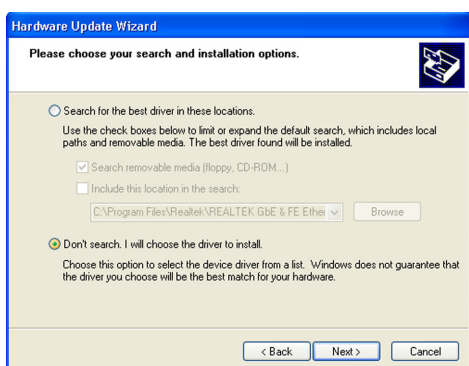 Hardware Update Wizard
Please choose your search and installation options.
Search for the best driver in these locations.
Use the check boxes below to limit or expand the default search, which includes local
paths and removable media. The best driver found will be installed.
Search removable media (floppy, CD-ROM...)
Include this location in the search:
C:\Program Files\Realtek\REALTEK GbE & FE Ether
Browse
Don't search. I will choose the driver to install.
Choose this option to select the device driver from a list. Windows does not guarantee that
the driver you choose will be the best match for your hardware.
< Back
Next >
Cancel